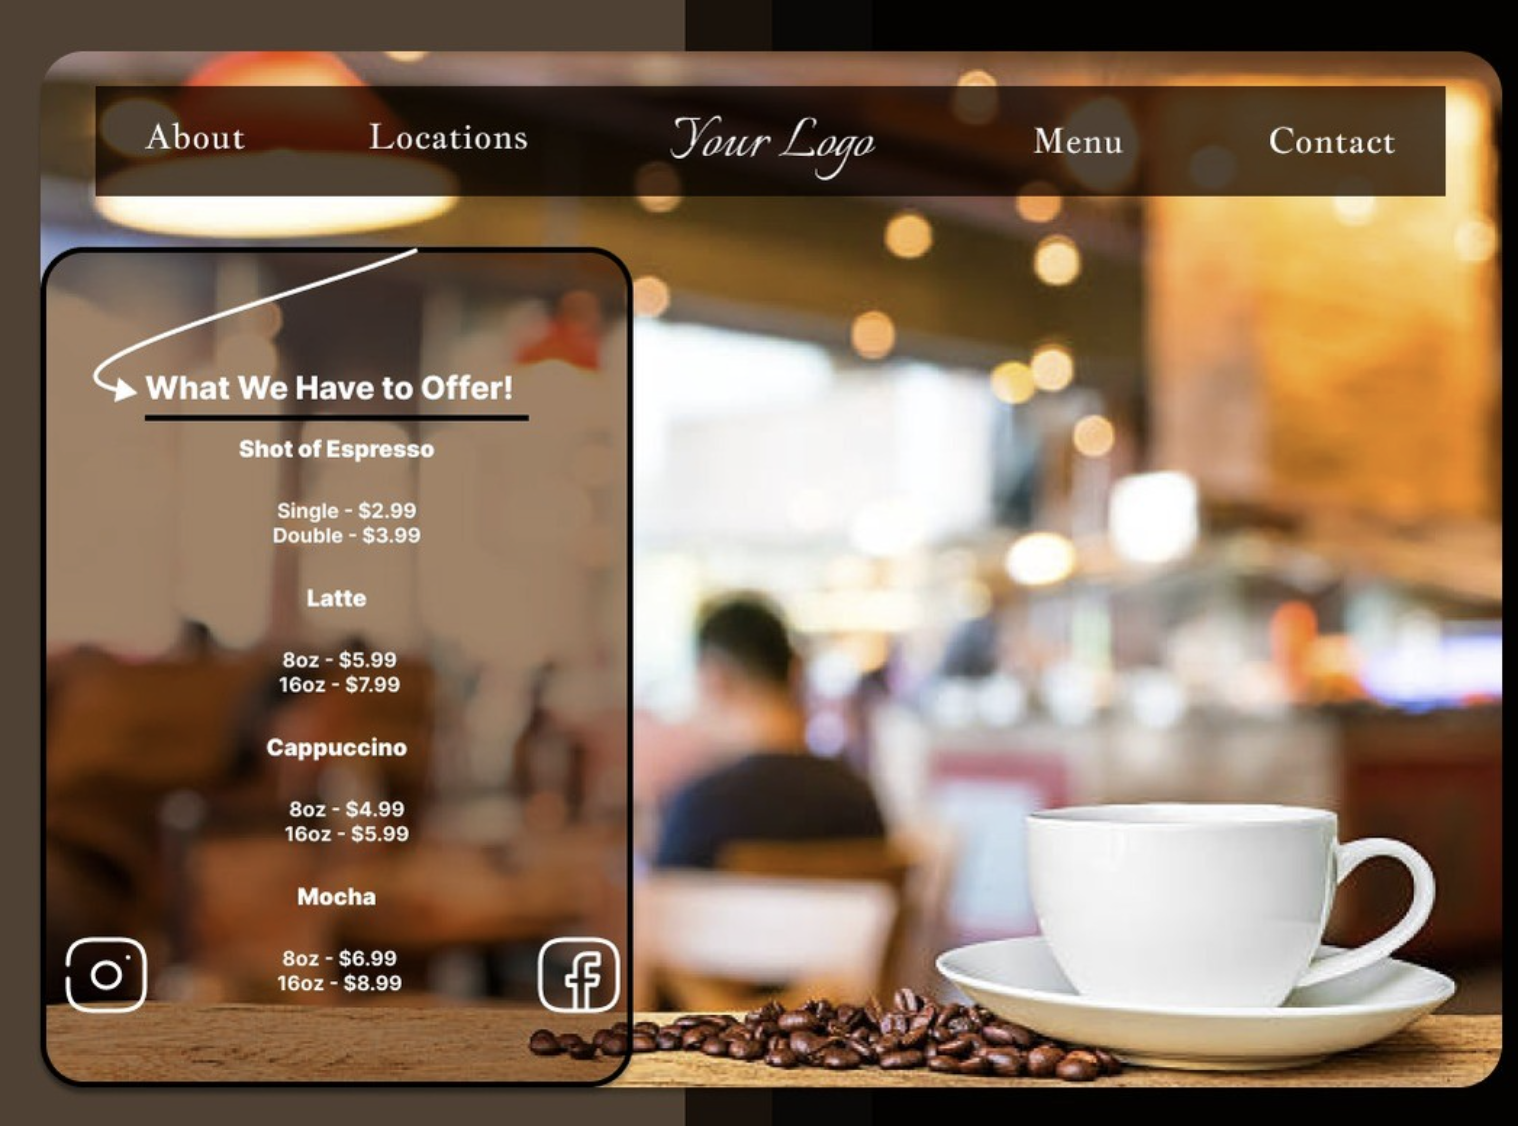 About
Locations
Your Logo
Menu
Contact
What We Have to Offer!
Shot of Espresso
Single - $2.99
Double - $3.99
Latte
8oz - $5.99
16oz - $7.99
Cappuccino
8oz - $4.99
16oz - $5.99
Mocha
8oz - $6.99
16oz - $8.99